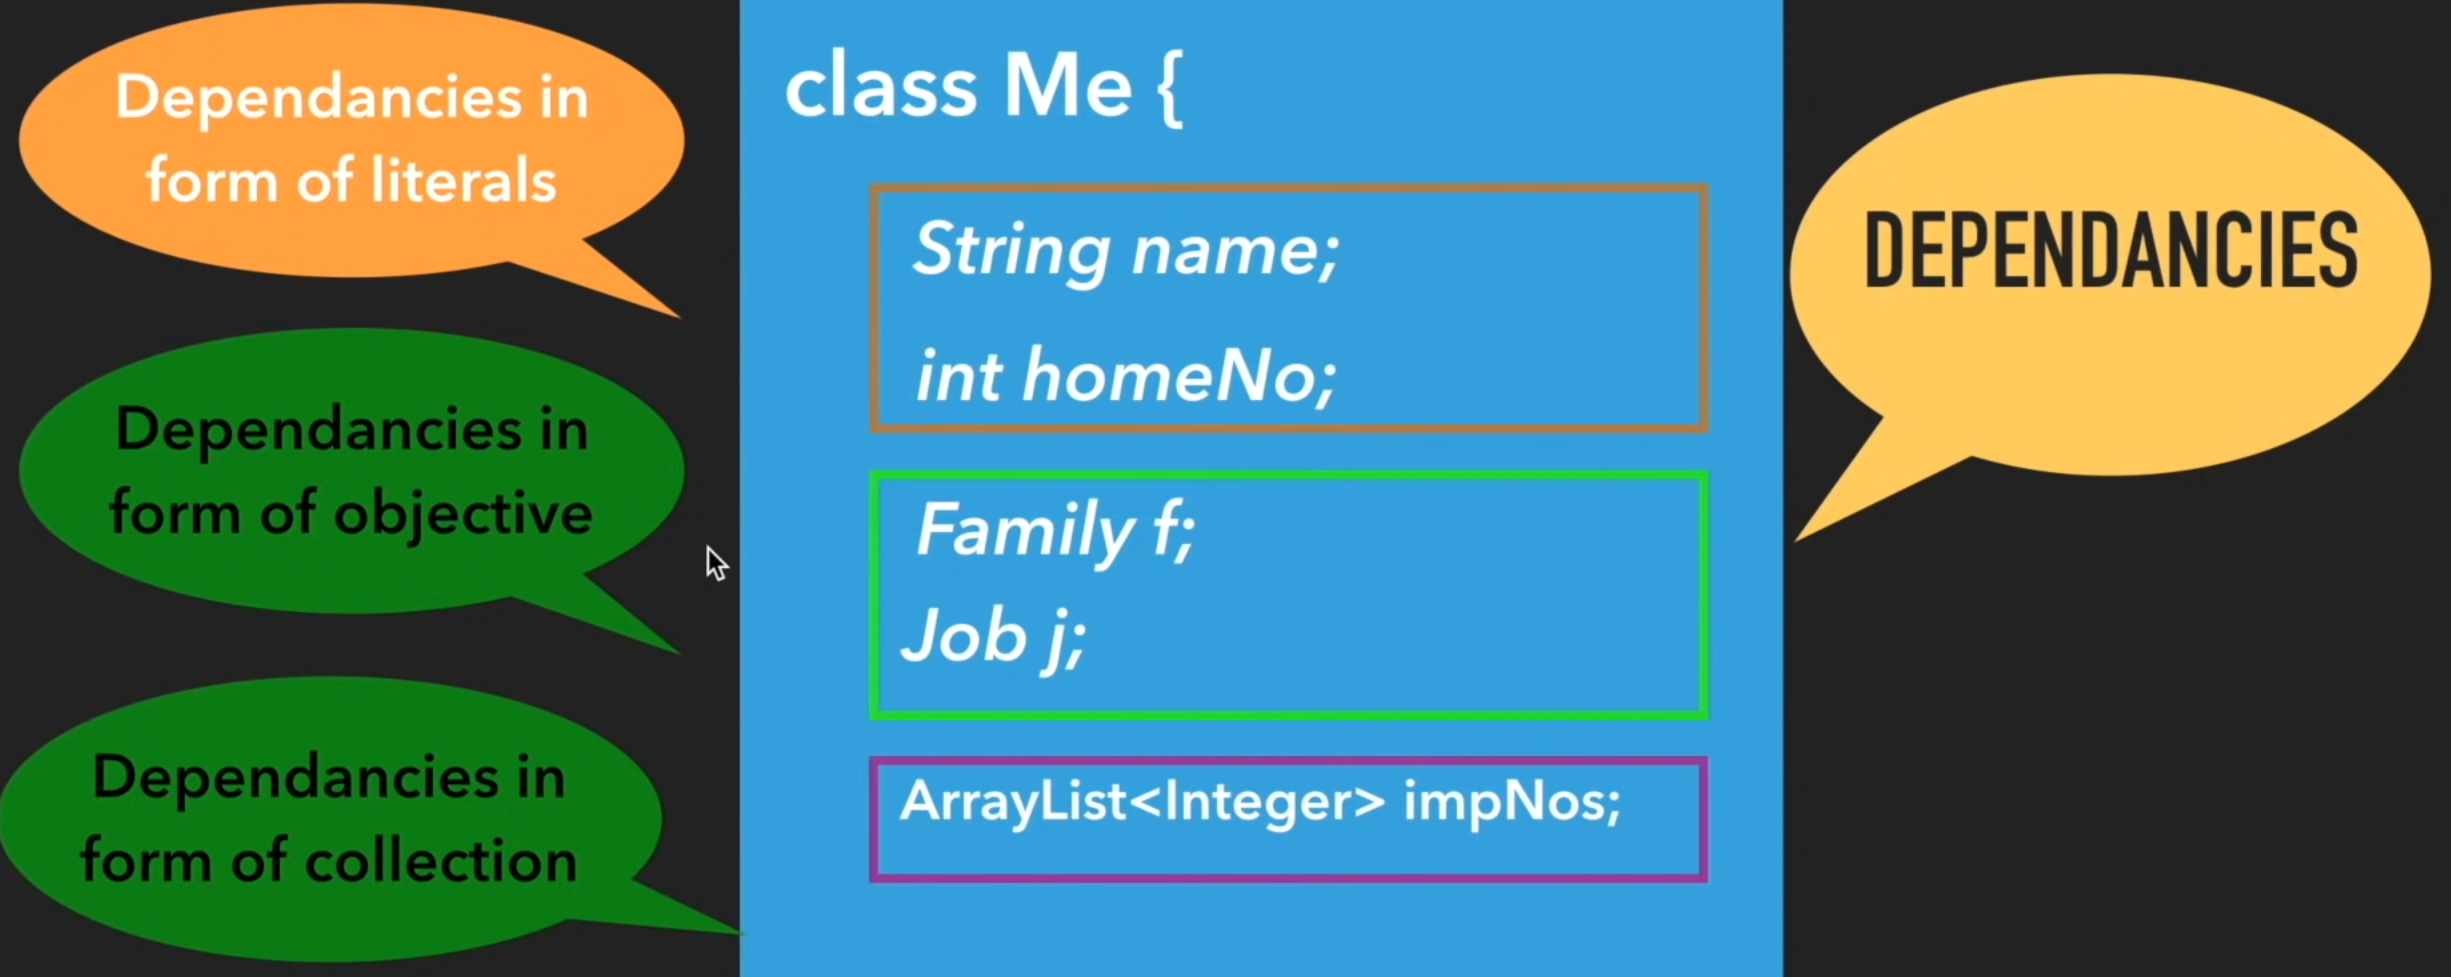 Dependancies in
form of literals
Dependancies in
form of objective
Dependancies in
form of collection
class Me {
String name;
int homeNo;
Family f;
Job j;
ArrayList<Integer> impNos;
DEPENDANCIES